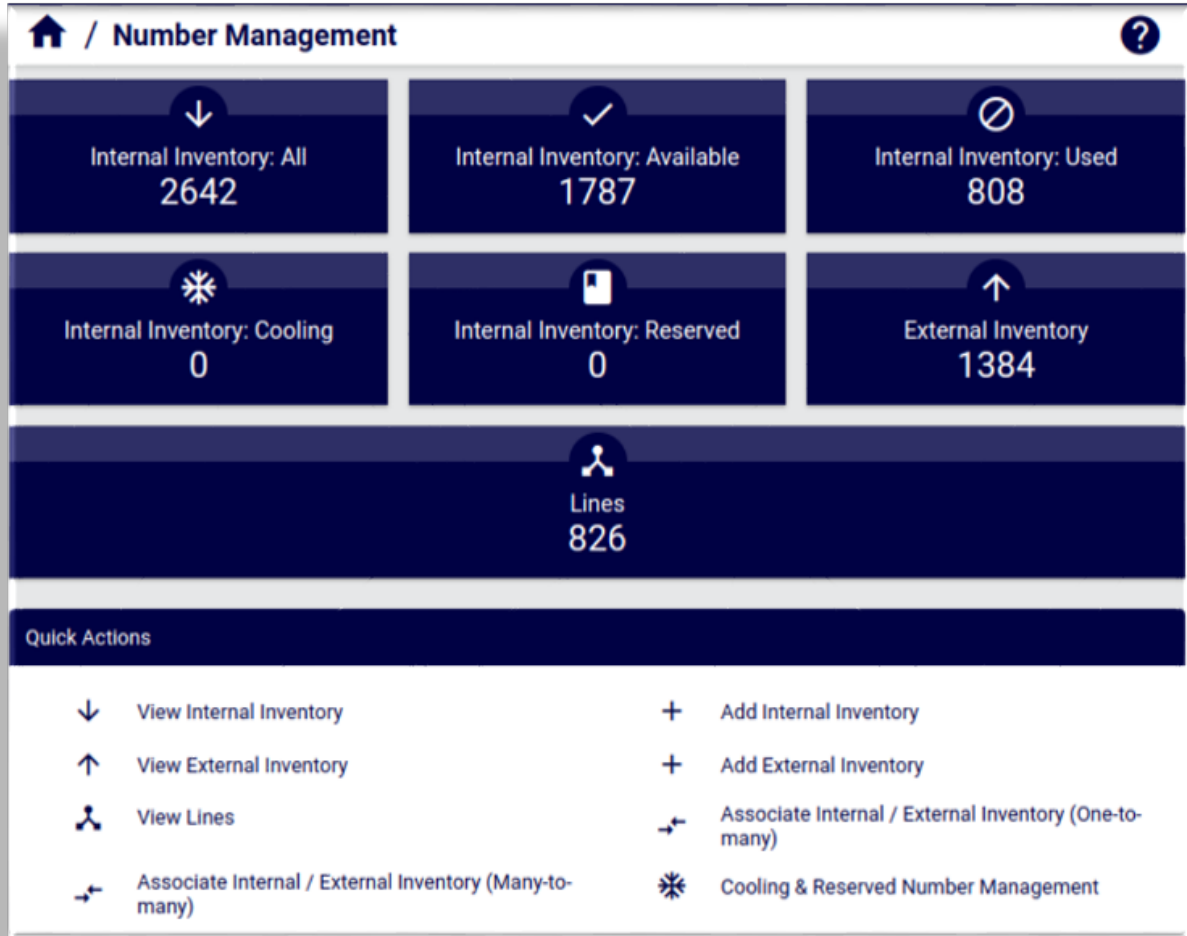 / Number Management ?
Internal Inventory: All
2642
Internal Inventory: Available
1787
Internal Inventory: Used
808
Internal Inventory: Cooling
0
Internal Inventory: Reserved
0
External Inventory
1384
Lines
826
Quick Actions
View Internal Inventory
Add Internal Inventory
View External Inventory
Add External Inventory
View Lines
Associate Internal / External Inventory (One-to-
many)
Associate Internal / External Inventory (Many-to-
many)
Cooling & Reserved Number Management